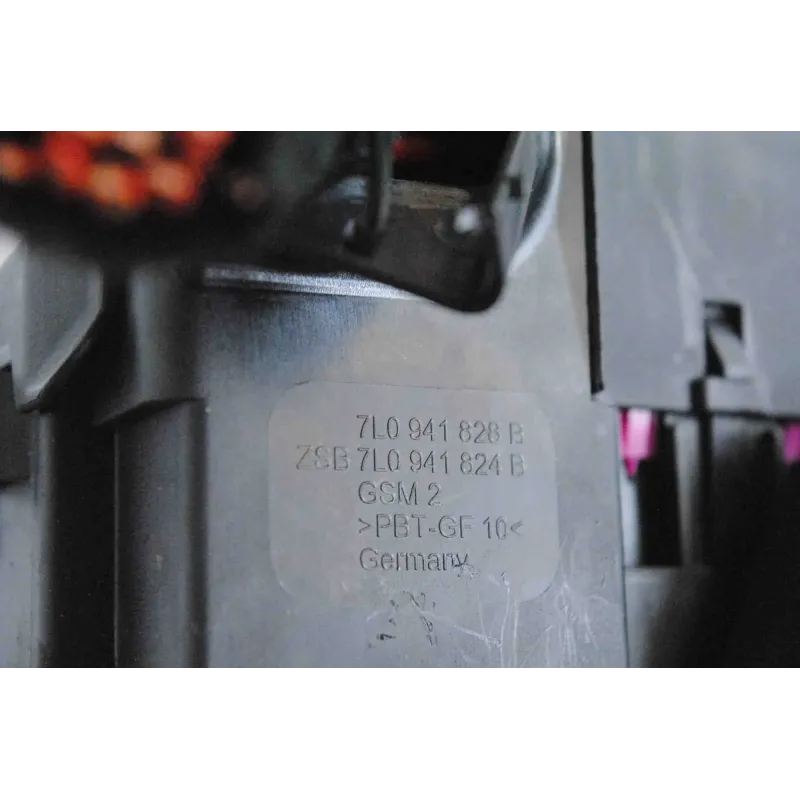 7L0 941 828 B
ZSB 7L0 941 824 B
GSM 2
>PBT-GF 10<
Germany